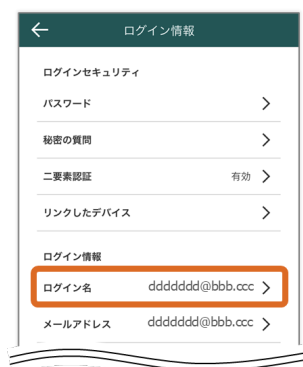 ログイン情報
ログインセキュリティ
パスワード
秘密の質問
二要素認証 有効
リンクしたデバイス
ログイン情報
ログイン名 ddddddd@bbb.ccc
メールアドレス ddddddd@bbb.ccc